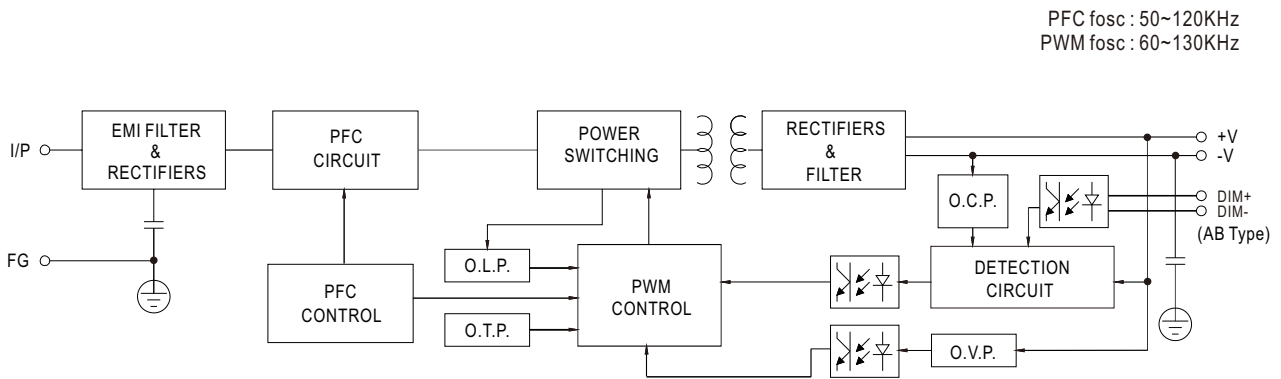 PFC fosc : 50~120KHz
PWM fosc : 60~130KHz
I/P
EMI FILTER
&
RECTIFIERS
PFC
CIRCUIT
POWER
SWITCHING
RECTIFIERS
&
FILTER
+V
-V
O.C.P.
DIM+
DIM-
(AB Type)
FG
O.L.P.
PFC
CONTROL
O.T.P.
PWM
CONTROL
DETECTION
CIRCUIT
O.V.P.